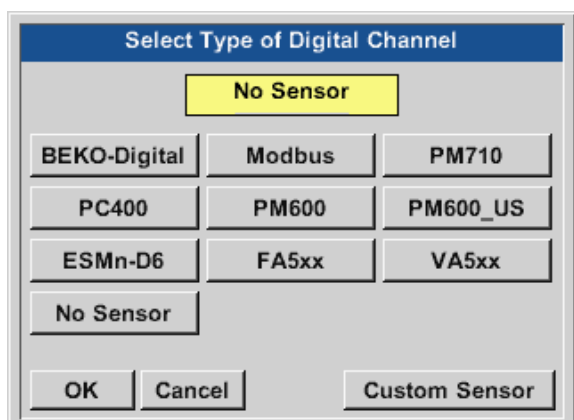 Select Type of Digital Channel
No Sensor
BEKO-Digital Modbus PM710
PC400 PM600 PM600_US
ESMn-D6 FA5xx VA5xx
No Sensor
OK Cancel Custom Sensor